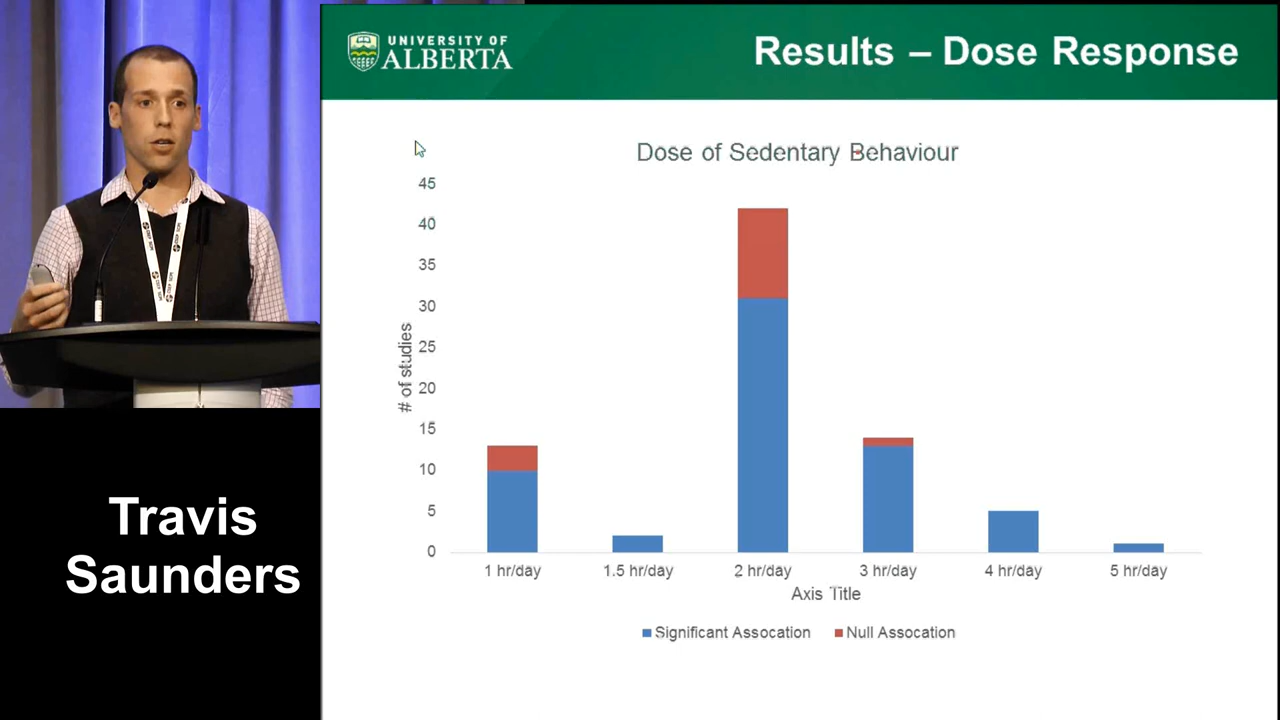 UNIVERSITY OF
ALBERTA
Results – Dose Response
Dose of Sedentary Behaviour
45
40
35
30
25
20
15
10
5
0
# of studies
1 hr/day
1.5 hr/day
2 hr/day
3 hr/day
4 hr/day
5 hr/day
Axis Title
Significant Assocation
Null Assocation
Travis
Saunders